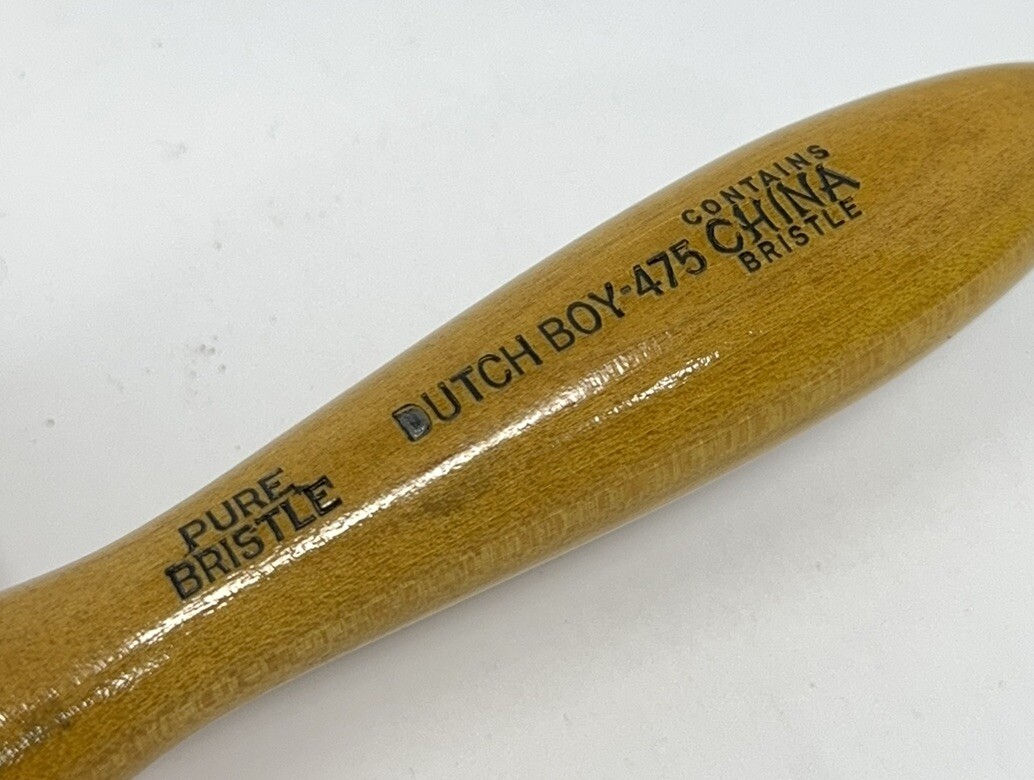 PURE
BRISTLE
DUTCH BOY-475
CONTAINS
CHINA
BRISTLE